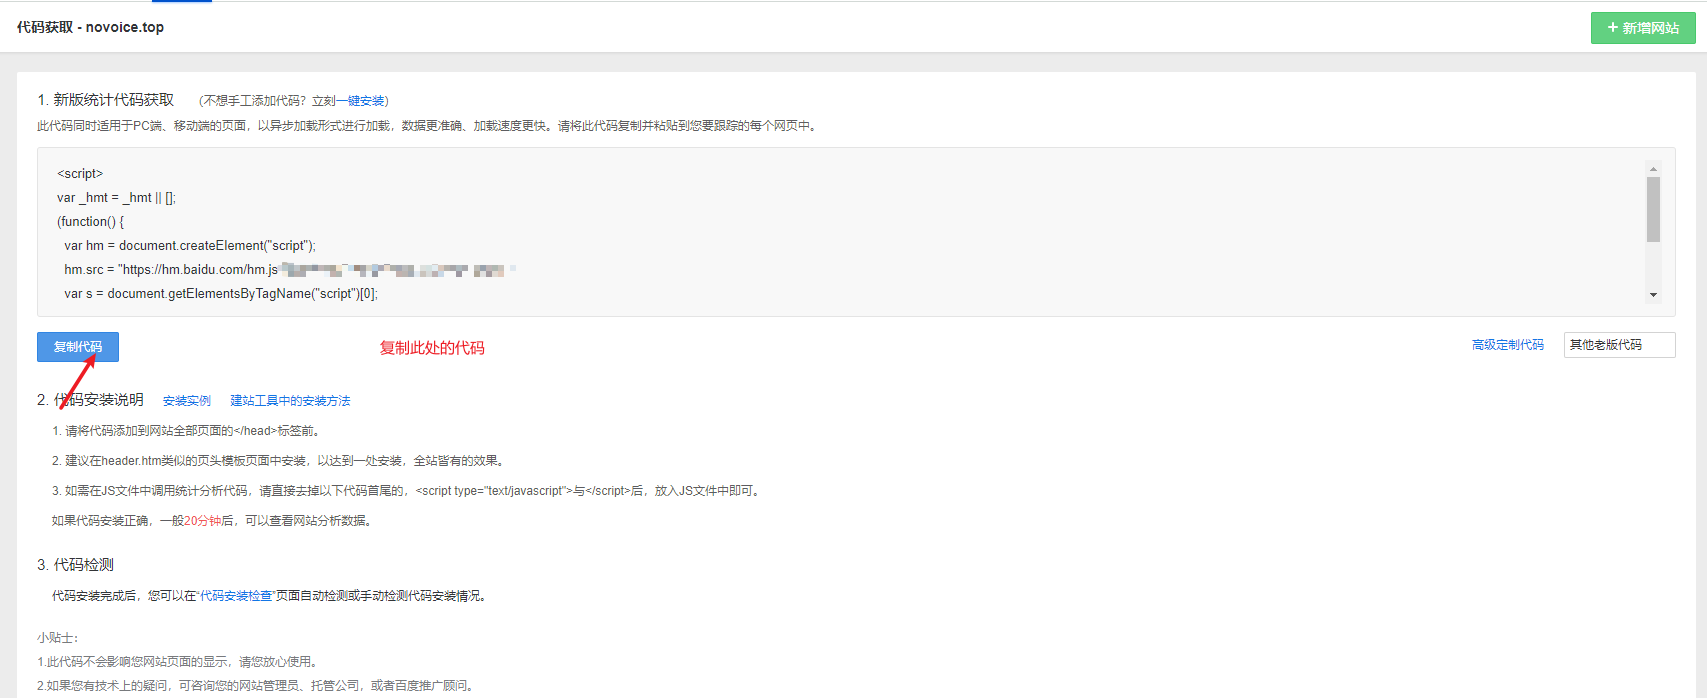 代码获取 - novoice.top
+ 新增网站
1. 新版统计代码获取 (不想手工添加代码？立刻一键安装)
此代码同时适用于PC端、移动端的页面，以异步加载形式进行加载，数据更准确、加载速度更快。请将此代码复制并粘贴到您要跟踪的每个网页中。
<script>
var _hmt = _hmt || [];
(function() {
var hm = document.createElement("script");
hm.src = "https://hm.baidu.com/hm.js
var s = document.getElementsByTagName("script")[0];
复制代码
复制此处的代码
高级定制代码
其他老版代码
2. 代码安装说明 安装实例 建站工具中的安装方法
1. 请将代码添加到网站全部页面的</head>标签前。
2. 建议在header.htm类似的页头模板页面中安装，以达到一处安装，全站皆有的效果。
3. 如需在JS文件中调用统计分析代码，请直接去掉以下代码首尾的，<script type="text/javascript">与</script>后，放入JS文件中即可。
如果代码安装正确，一般20分钟后，可以查看网站分析数据。
3. 代码检测
代码安装完成后，您可以在“代码安装检查”页面自动检测或手动检测代码安装情况。
小贴士：
1.此代码不会影响您网站页面的显示，请您放心使用。
2.如果您有技术上的疑问，可咨询您的网站管理员、托管公司，或者百度推广顾问。